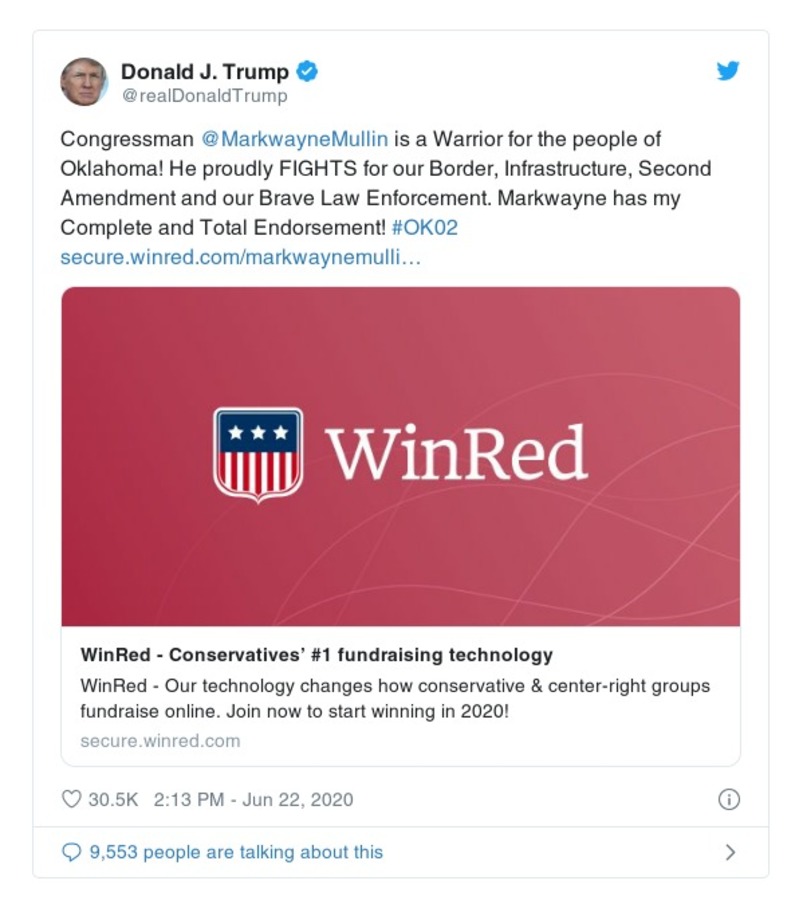 Donald J. Trump
@realDonaldTrump
Congressman @MarkwayneMullin is a Warrior for the people of
Oklahoma! He proudly FIGHTS for our Border, Infrastructure, Second
Amendment and our Brave Law Enforcement. Markwayne has my
Complete and Total Endorsement! #OK02
secure.winred.com/markwaynemulli…
WinRed
WinRed - Conservatives’ #1 fundraising technology
WinRed - Our technology changes how conservative & center-right groups
fundraise online. Join now to start winning in 2020!
secure.winred.com
30.5K 2:13 PM - Jun 22, 2020
9,553 people are talking about this